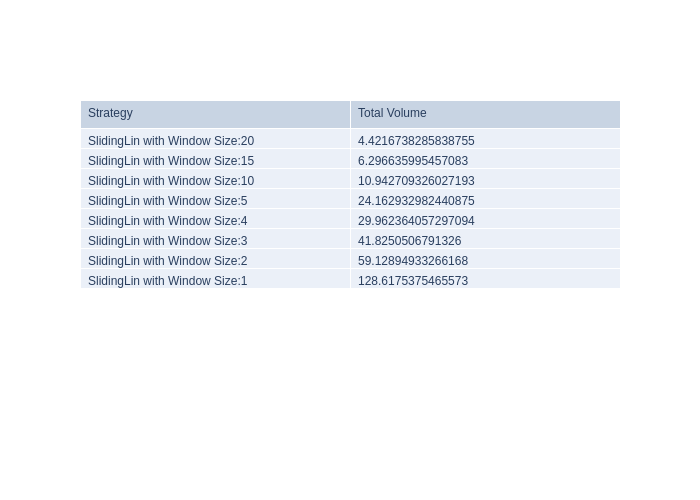 Strategy Total Volume
SlidingLin with Window Size:20 4.4216738285838755
SlidingLin with Window Size:15 6.296635995457083
SlidingLin with Window Size:10 10.942709326027193
SlidingLin with Window Size:5 24.162932982440875
SlidingLin with Window Size:4 29.962364057297094
SlidingLin with Window Size:3 41.8250506791326
SlidingLin with Window Size:2 59.12894933266168
SlidingLin with Window Size:1 128.6175375465573